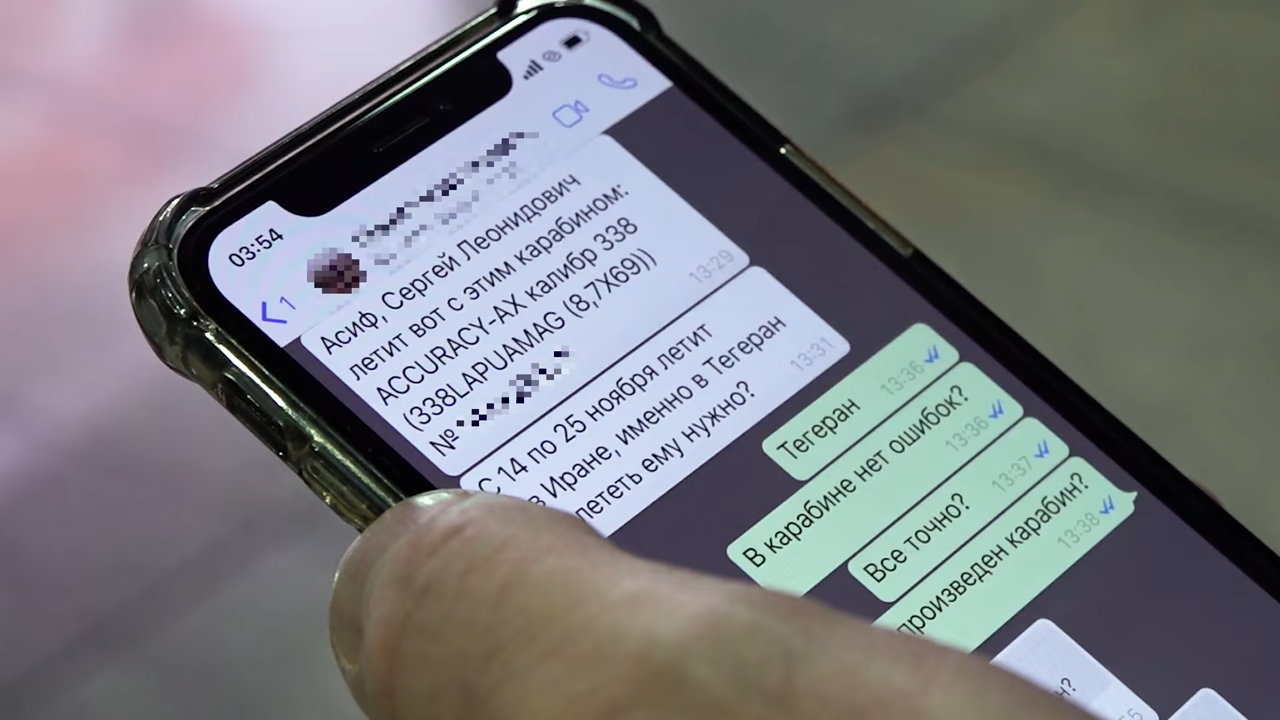 03:54
1
Асиф, Сергей Леонидович
летит вот с этим карабином:
ACCURACY-AX калибр 338
(338LAPUAMAG (8,7X69))
№
13:29
С 14 по 25 ноября летит
в Иране, именно в Тегеран
лететь ему нужно?
13:31
Тегеран
13:36
В карабине нет ошибок?
13:36
Все точно?
13:37
произведен карабин?
13:38